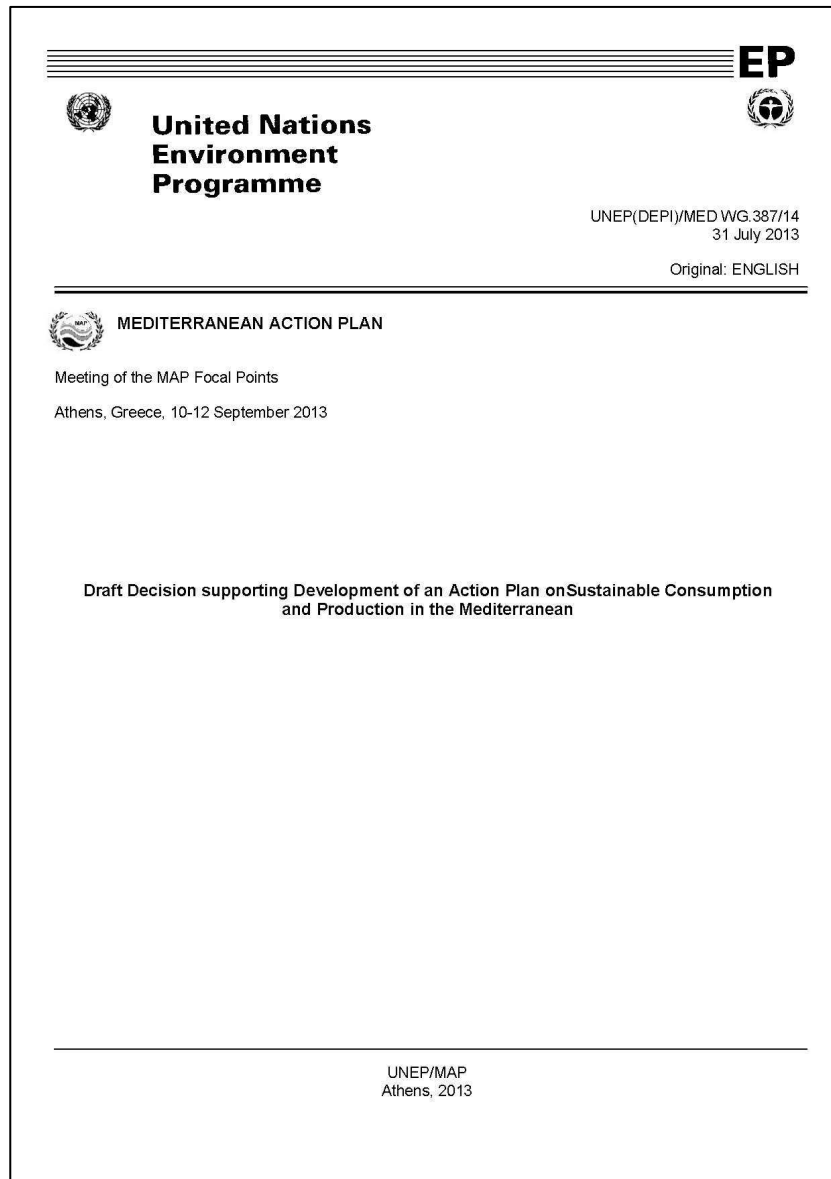 EP
United Nations
Environment
Programme
UNEP(DEPI)/MED WG.387/14
31 July 2013
Original: ENGLISH
MAP
MEDITERRANEAN ACTION PLAN
Meeting of the MAP Focal Points
Athens, Greece, 10-12 September 2013
Draft Decision supporting Development of an Action Plan onSustainable Consumption
and Production in the Mediterranean
UNEP/MAP
Athens, 2013